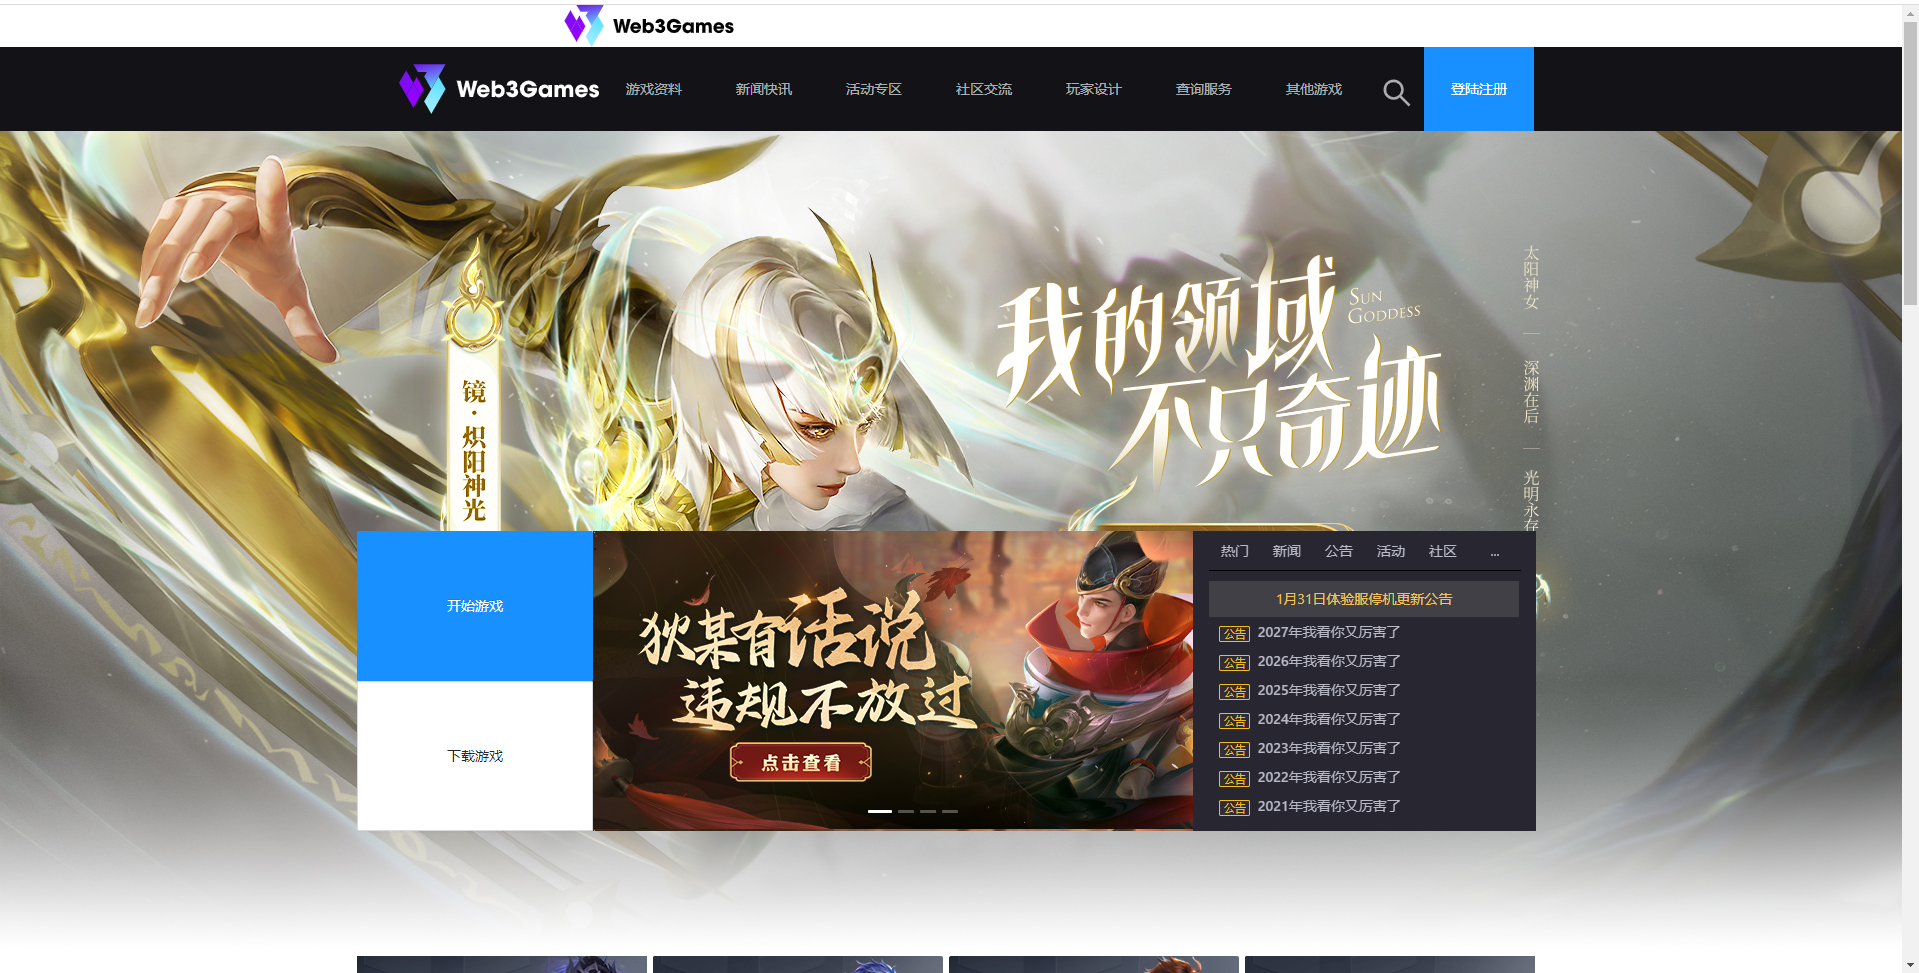 Web3Games
Web3Games
游戏资料
新闻快讯
活动专区
社区交流
玩家设计
查询服务
其他游戏
登陆注册
镜·炽阳神光
我的领域
不只奇迹
SUN
GODDESS
太阳神女
深渊在后
光明永存
开始游戏
下载游戏
狄某有话说
违规不放过
点击查看
热门 新闻 公告 活动 社区 ...
1月31日体验服停机更新公告
公告 2027年我看你又厉害了
公告 2026年我看你又厉害了
公告 2025年我看你又厉害了
公告 2024年我看你又厉害了
公告 2023年我看你又厉害了
公告 2022年我看你又厉害了
公告 2021年我看你又厉害了